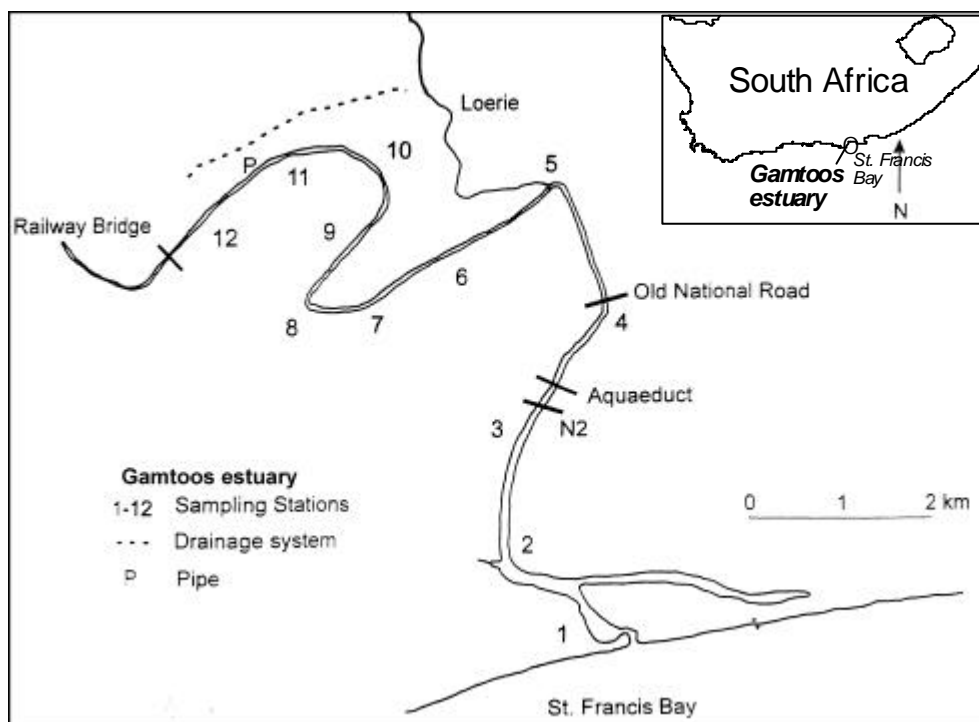 South Africa
St. Francis
Bay
Gamtoos
estuary
N
Loerie
10
P
11
5
Railway Bridge
12
9
6
Old National Road
8
7
4
Aquaeduct
3
N2
Gamtoos estuary
1-12 Sampling Stations
- - - - Drainage system
P Pipe
0 1 2 km
2
1
St. Francis Bay